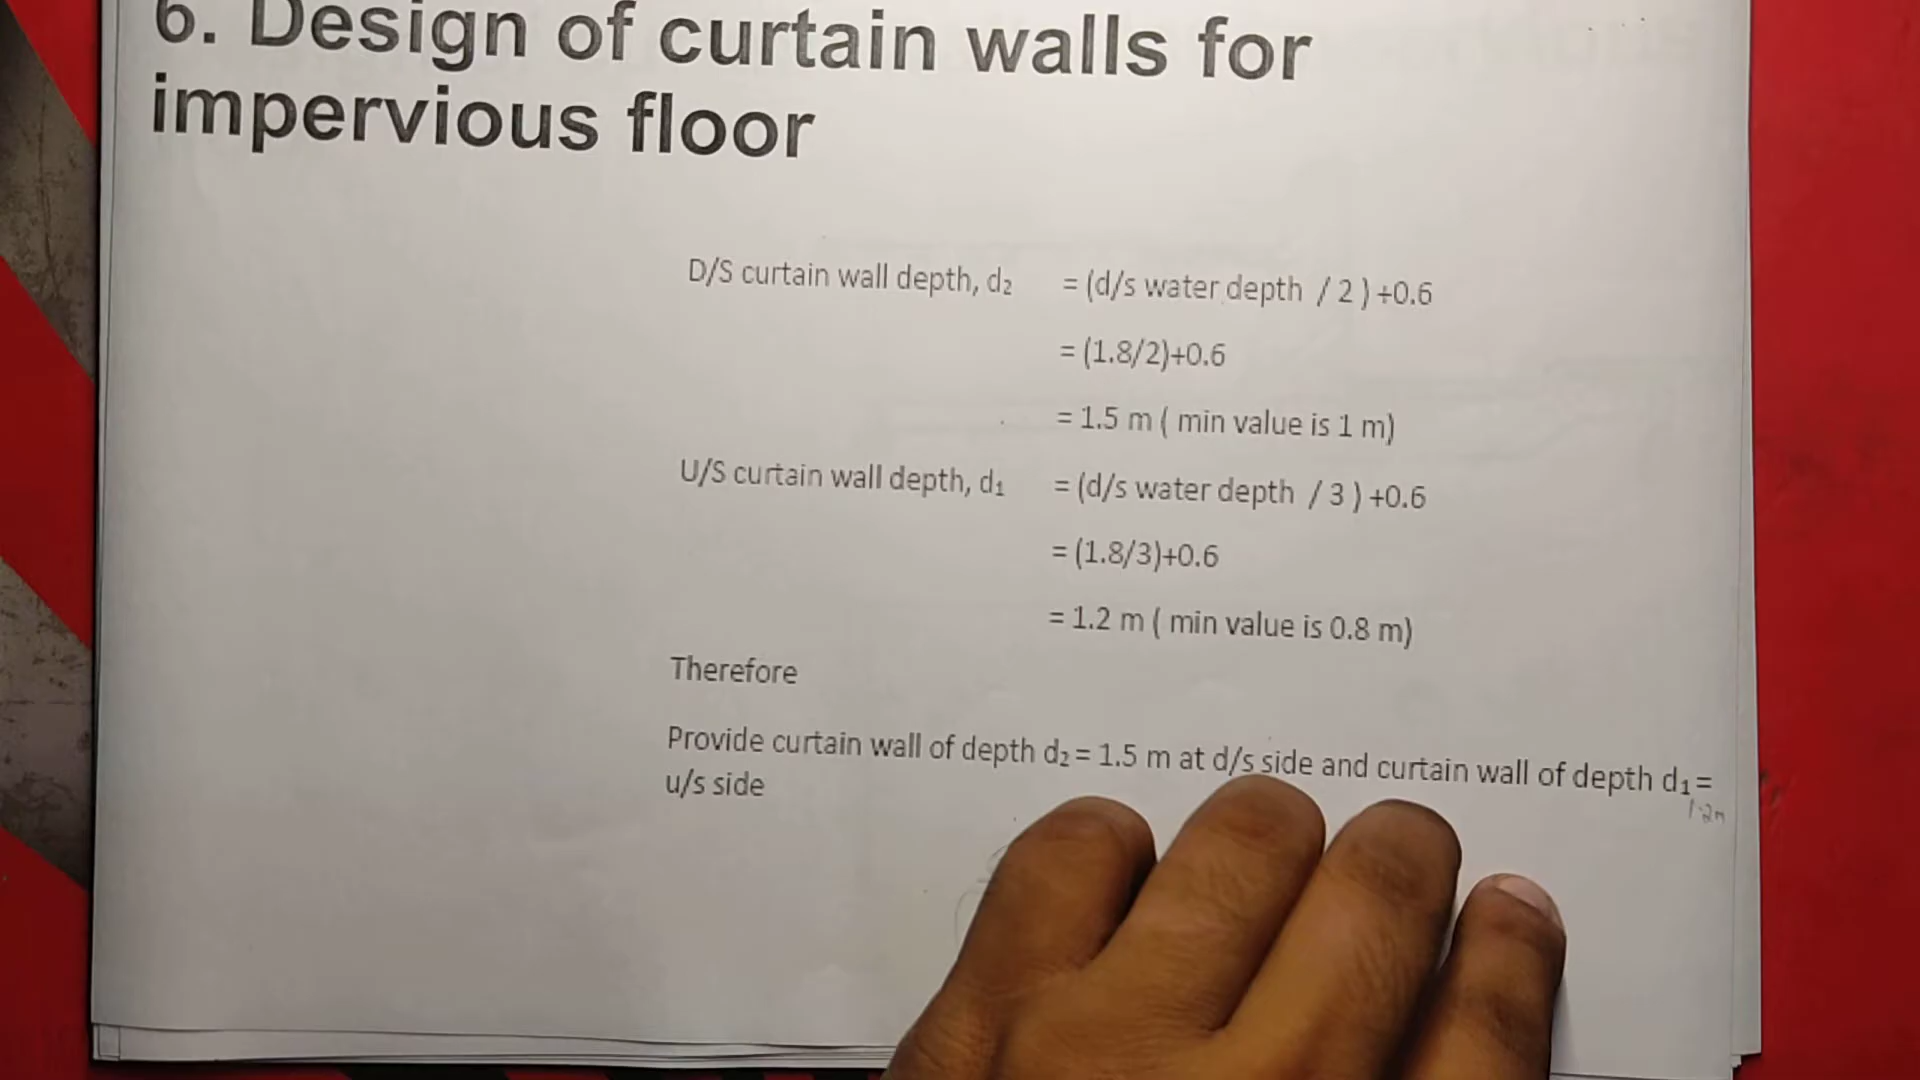 6. Design of curtain walls for
impervious floor
D/S curtain wall depth, d₂ = (d/s water depth / 2 ) +0.6
= (1.8/2)+0.6
= 1.5 m ( min value is 1 m)
U/S curtain wall depth, d₁ = (d/s water depth / 3 ) +0.6
= (1.8/3)+0.6
= 1.2 m ( min value is 0.8 m)
Therefore
Provide curtain wall of depth d₂ = 1.5 m at d/s side and curtain wall of depth d₁ =
1.2m
u/s side